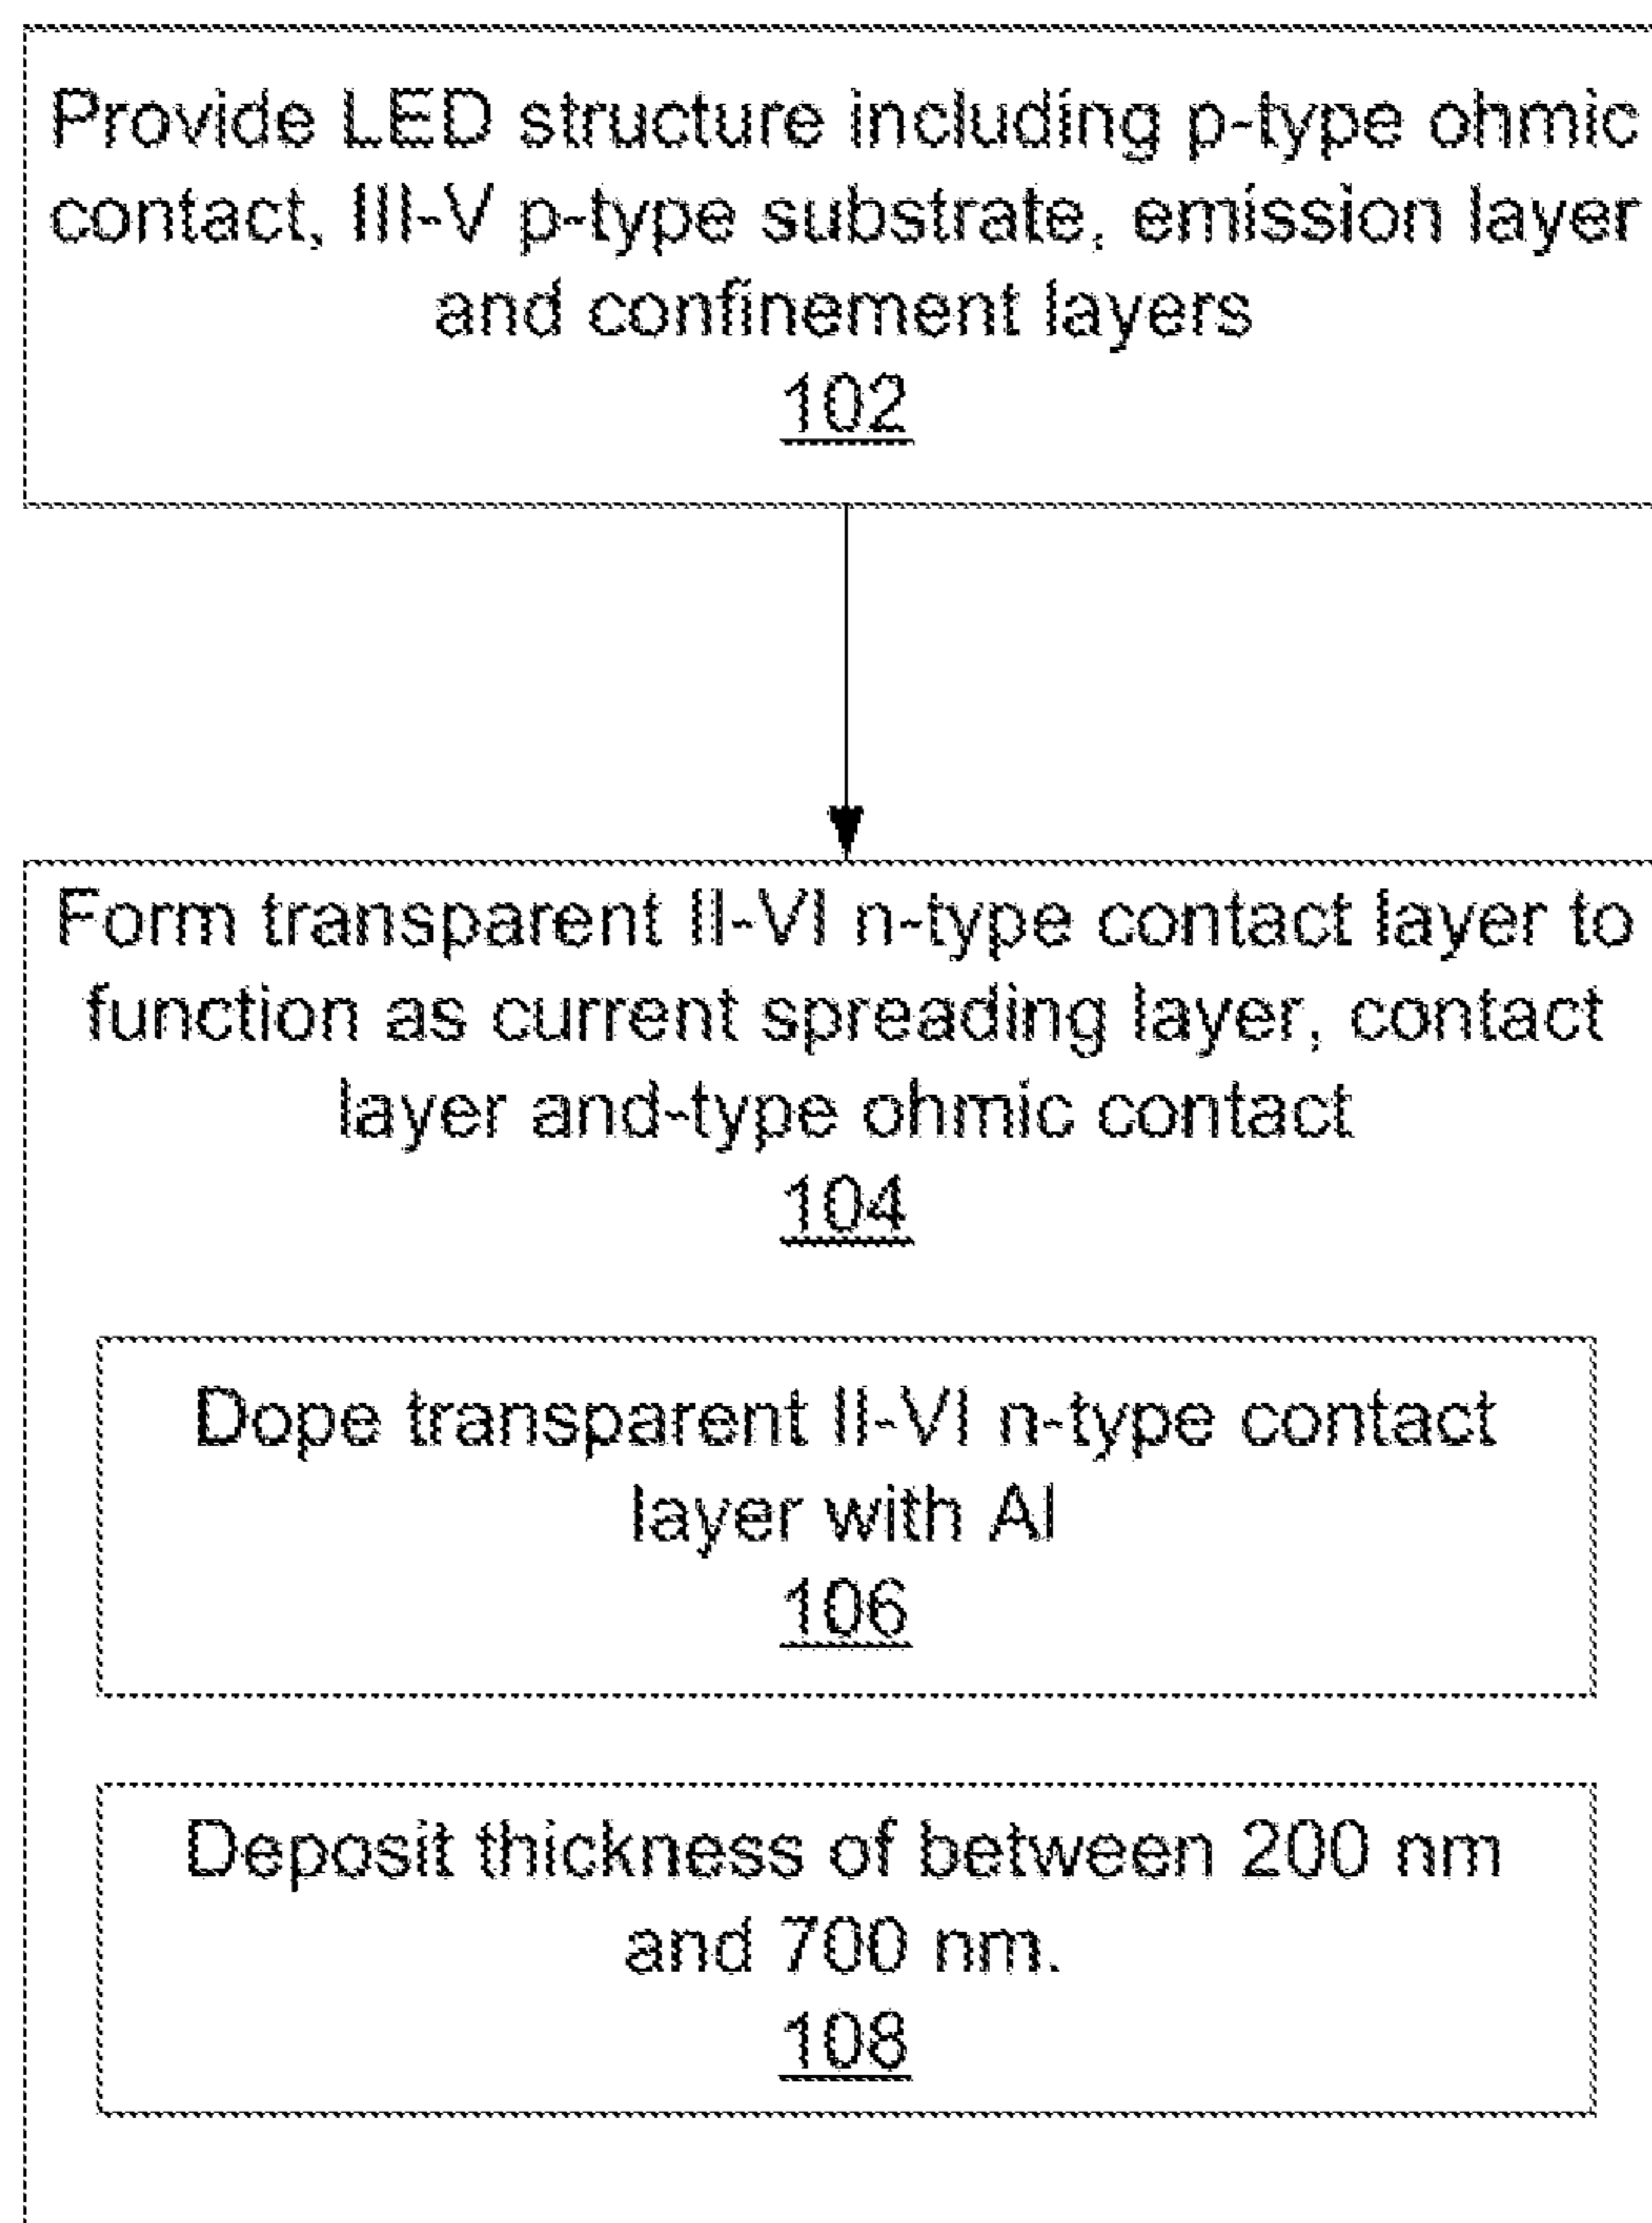 Provide LED structure including p-type ohmic
contact, III-V p-type substrate, emission layer
and confinement layers
102
Form transparent II-VI n-type contact layer to
function as current spreading layer, contact
layer and-type ohmic contact
104
Dope transparent II-VI n-type contact
layer with Al
106
Deposit thickness of between 200 nm
and 700 nm.
108